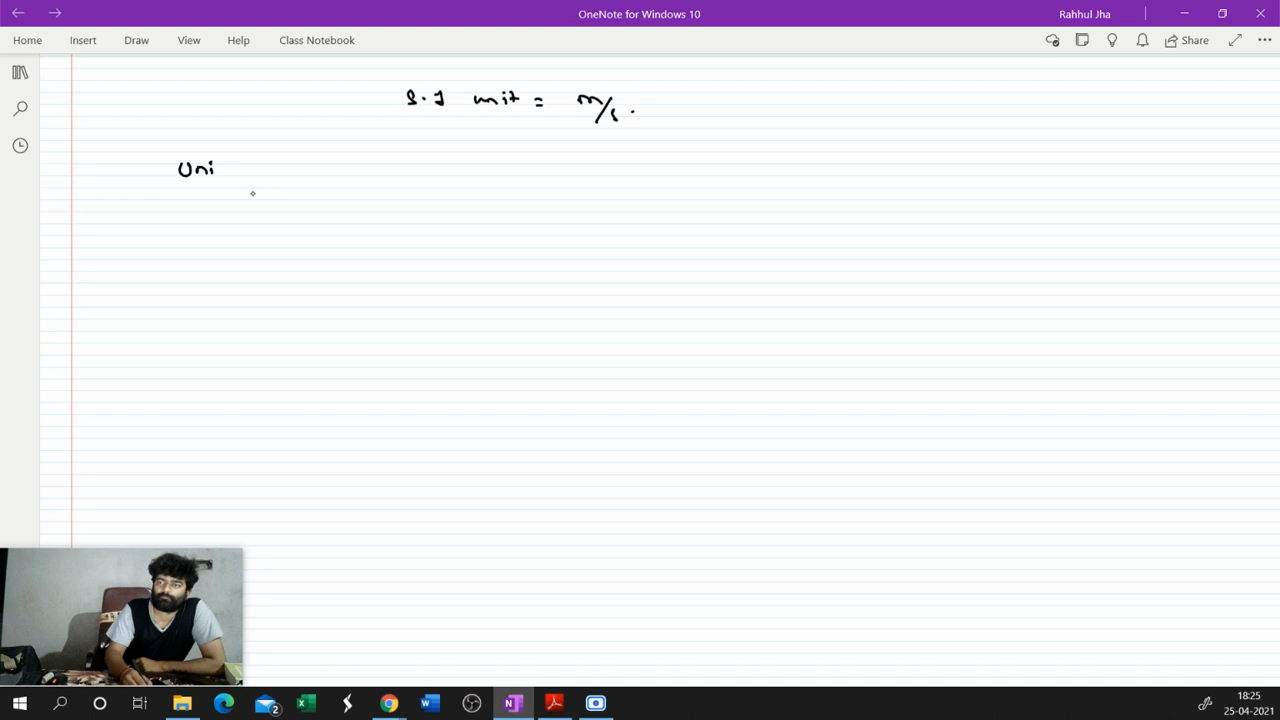 OneNote for Windows 10
Rahhul Jha
Home Insert Draw View Help Class Notebook
Share
S.I unit = m/s.
Uni
2
18:25
25-04-2021